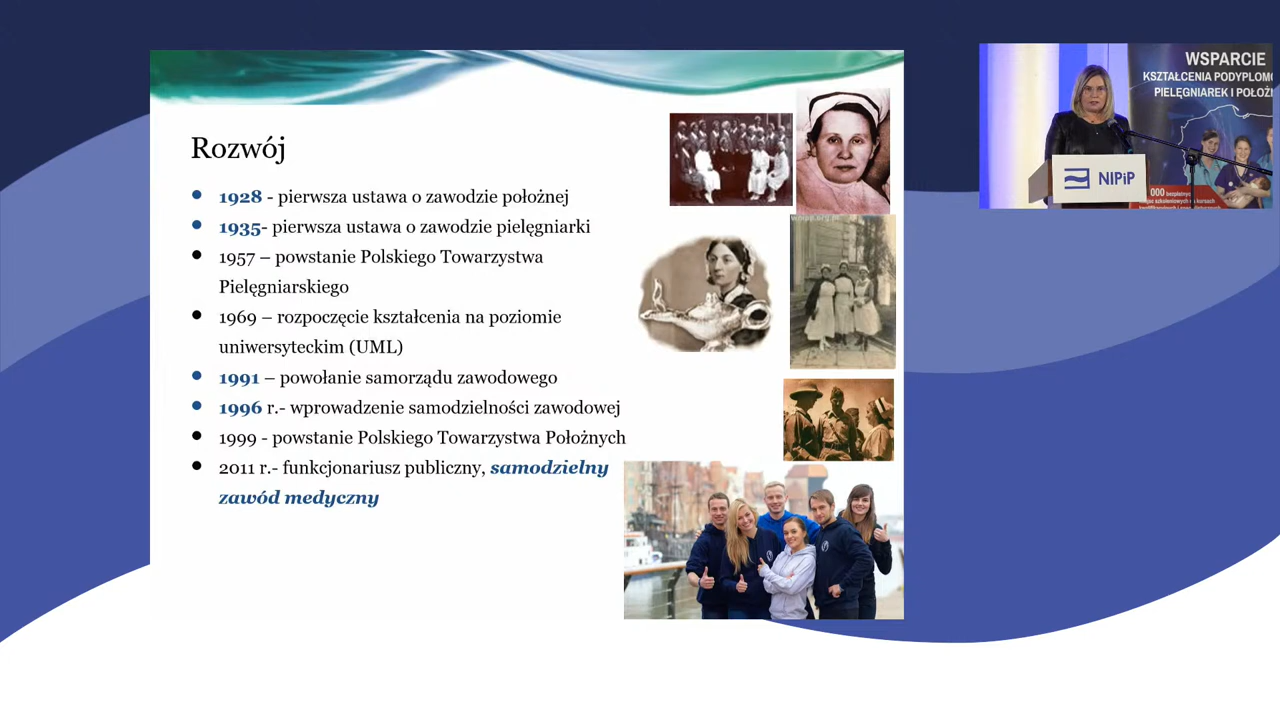 Rozwój
1928 - pierwsza ustawa o zawodzie położnej
1935- pierwsza ustawa o zawodzie pielęgniarki
1957 – powstanie Polskiego Towarzystwa
Pielęgniarskiego
1969 – rozpoczęcie kształcenia na poziomie
uniwersyteckim (UML)
1991 – powołanie samorządu zawodowego
1996 r.- wprowadzenie samodzielności zawodowej
1999 - powstanie Polskiego Towarzystwa Położnych
2011 r.- funkcjonariusz publiczny, samodzielny
zawód medyczny
WSPARCIE
KSZTAŁCENIA PODYPLOMO
PIELĘGNIAREK I POŁOŻ
NIPiP
000